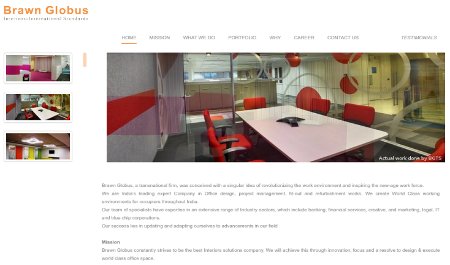 Brawn Globus
Interiors International Standards
HOME MISSION WHAT WE DO PORTFOLIO WHY CAREER CONTACT US TESTIMONIALS
Actual work done by BGTS
Brawn Globus, a transnational firm, was conceived with a singular idea of revolutionizing the work environment and inspiring the new-age work force.
We are India's leading expert Company in Office design, project management, fit-out and refurbishment works. We create World Class working
environments for occupiers throughout India.
Our team of specialists have expertise in an extensive range of industry sectors, which include banking, financial services, creative, and marketing, legal, IT
and blue chip corporations.
Our success lies in updating and adapting ourselves to advancements in our field.
Mission
Brawn Globus constantly strives to be the best Interiors solutions company. We will achieve this through innovation, focus and a resolve to design & execute
world class office space.